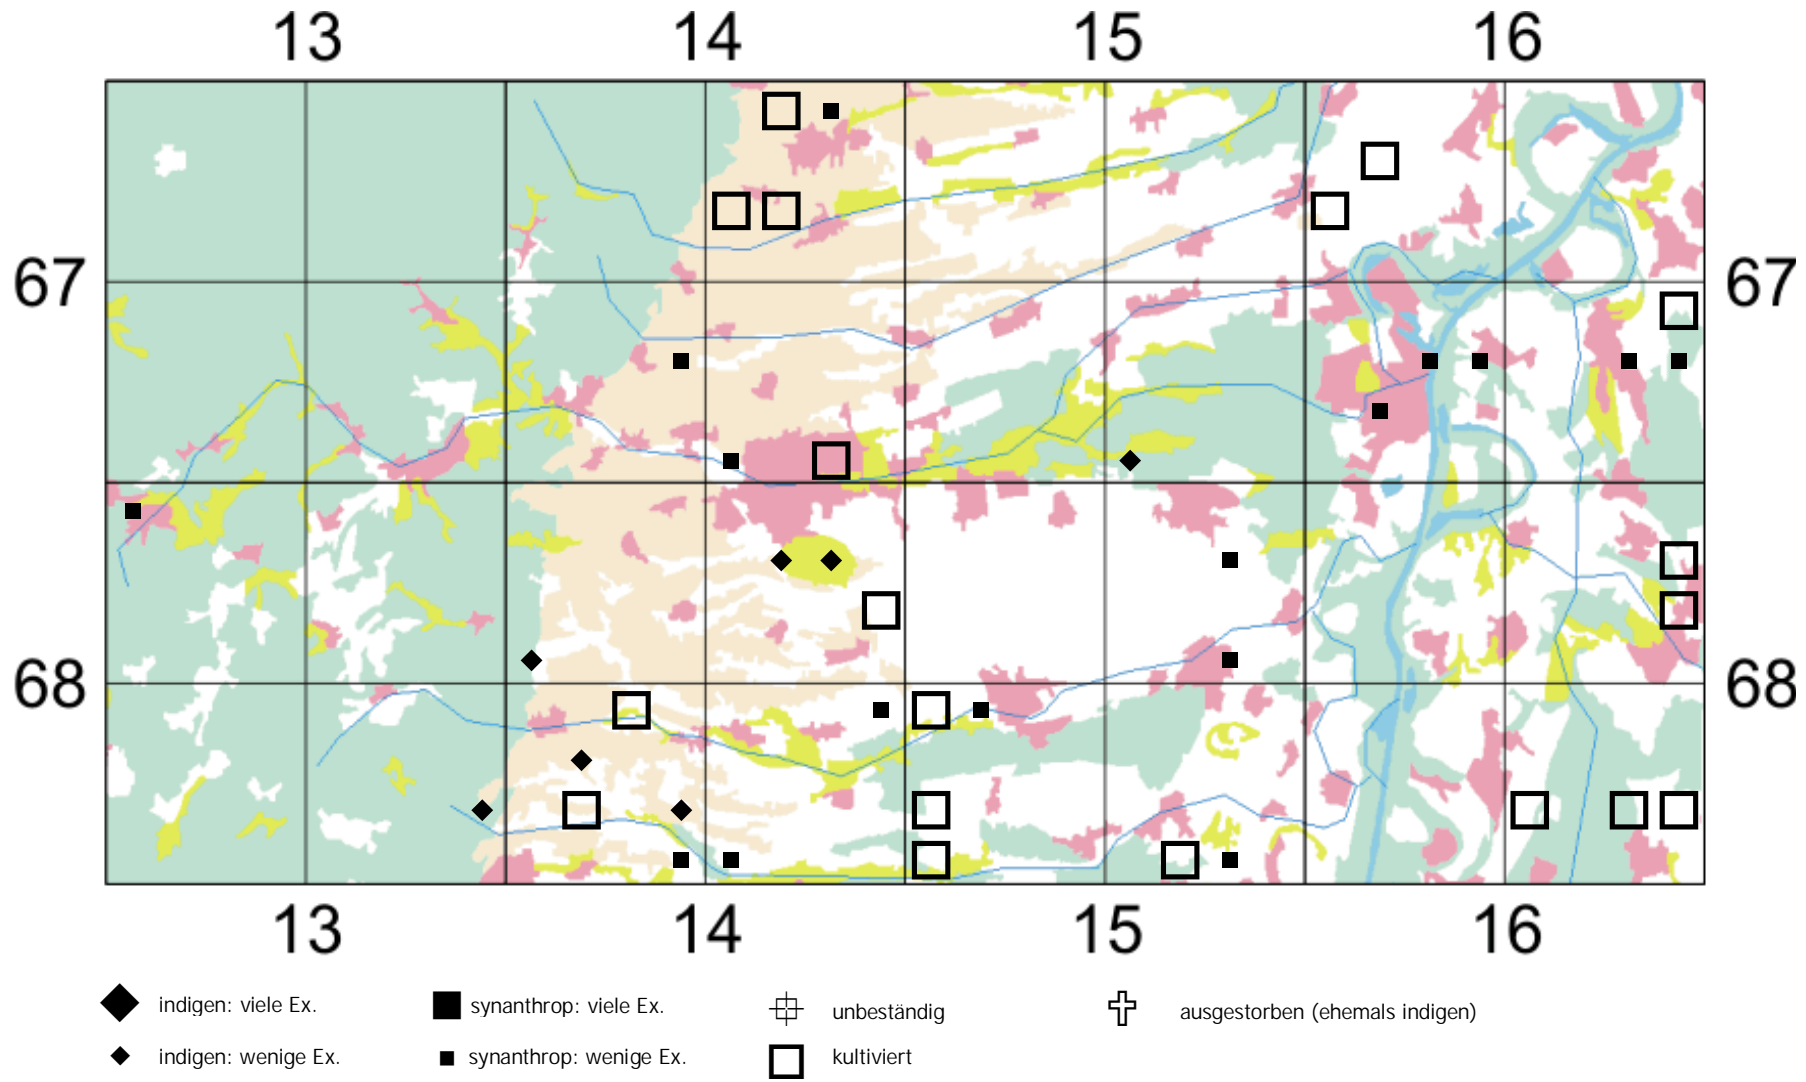 13 14 15 16
67 67
68 68
13 14 15 16
indigen: viele Ex. synanthrop: viele Ex. unbeständig ausgestorben (ehemals indigen)
indigen: wenige Ex. synanthrop: wenige Ex. kultiviert